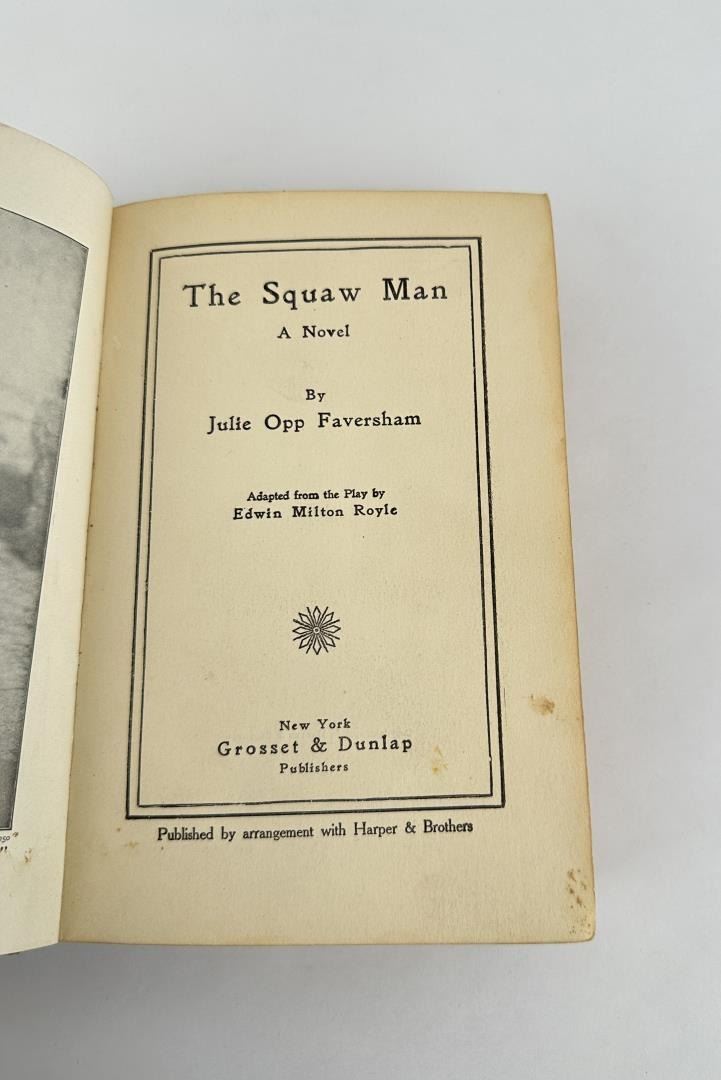 The Squaw Man
A Novel
By
Julie Opp Faversham
Adapted from the Play by
Edwin Milton Royle
New York
Grosset & Dunlap
Publishers
Published by arrangement with Harper & Brothers